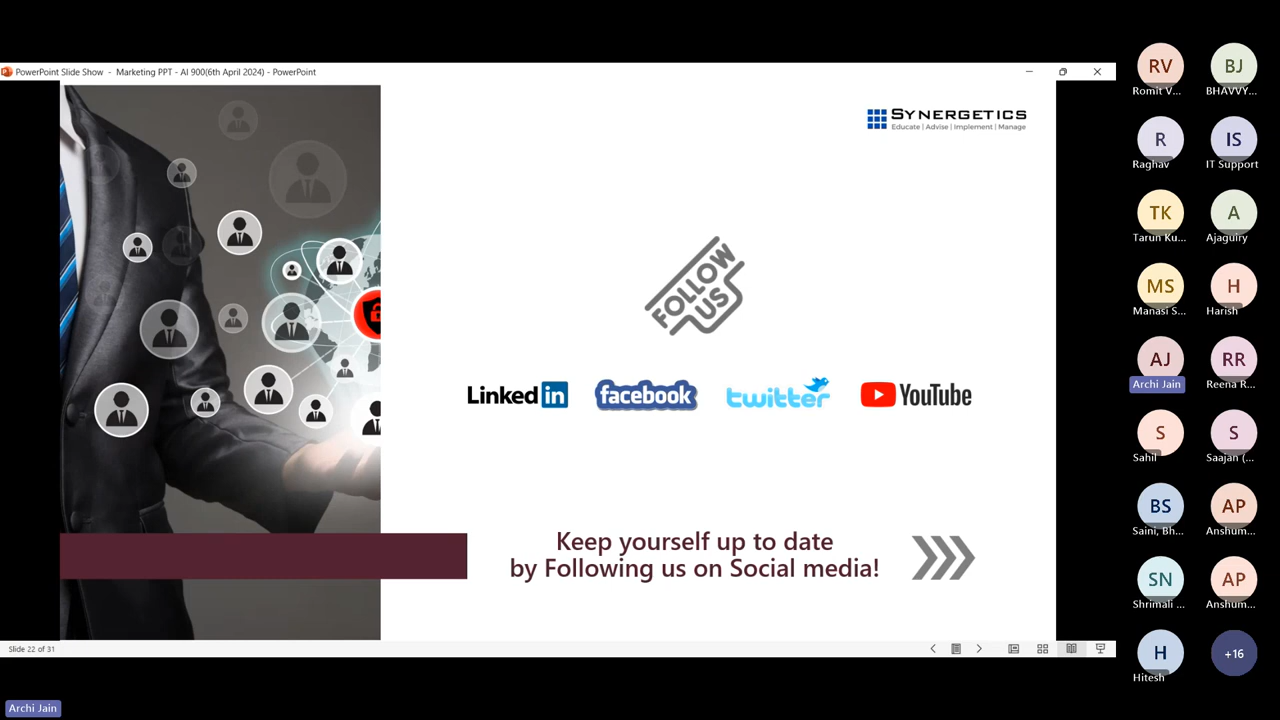 PowerPoint Slide Show - Marketing PPT - AI 900(6th April 2024) - PowerPoint
SYNERGETICS
Educate | Advise | Implement | Manage
FOLLOW
US
Linked in
facebook
twitter
YouTube
Keep yourself up to date
by Following us on Social media!
Slide 22 of 31
RV
Romit V...
BJ
BHAVVY...
R
Raghav
IS
IT Support
TK
Tarun Ku...
A
Ajaguiry
MS
Manasi S...
H
Harish
AJ
Archi Jain
RR
Reena R...
S
Sahil
S
Saajan (...
BS
Saini, Bh...
AP
Anshum...
SN
Shrimali ...
AP
Anshum...
H
Hitesh
+16
Archi Jain